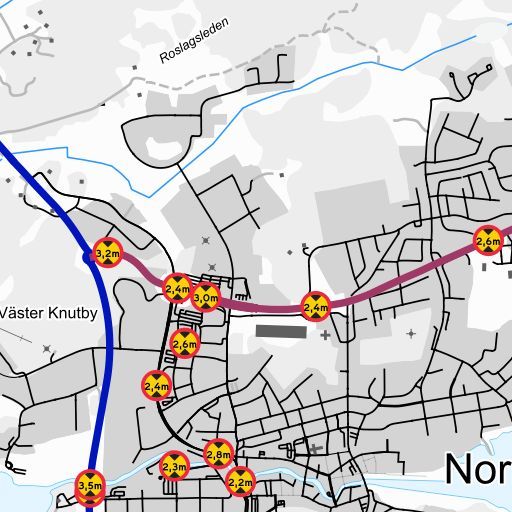 Roslagsleden
2,6m
3,2m
2,4m
3,0m
2,4m
Väster Knutby
2,6m
2,4m
2,8m
2,3m
2,2m
3,5m
Nor